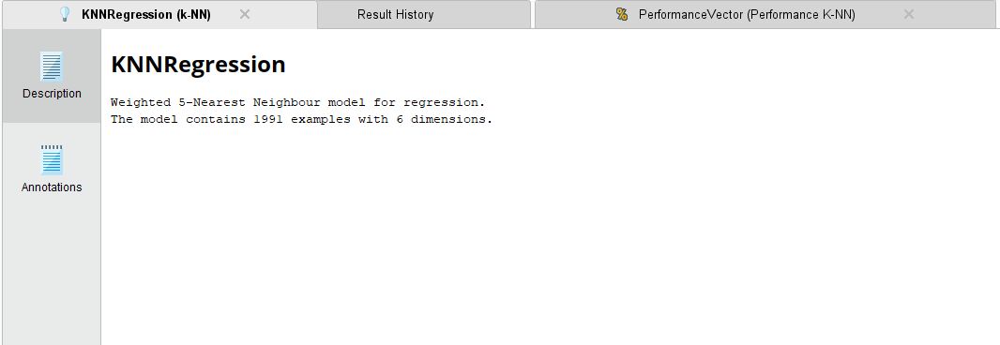 KNNRegression (k-NN)
Result History
PerformanceVector (Performance K-NN)
Description
Annotations
KNNRegression
Weighted 5-Nearest Neighbour model for regression.
The model contains 1991 examples with 6 dimensions.